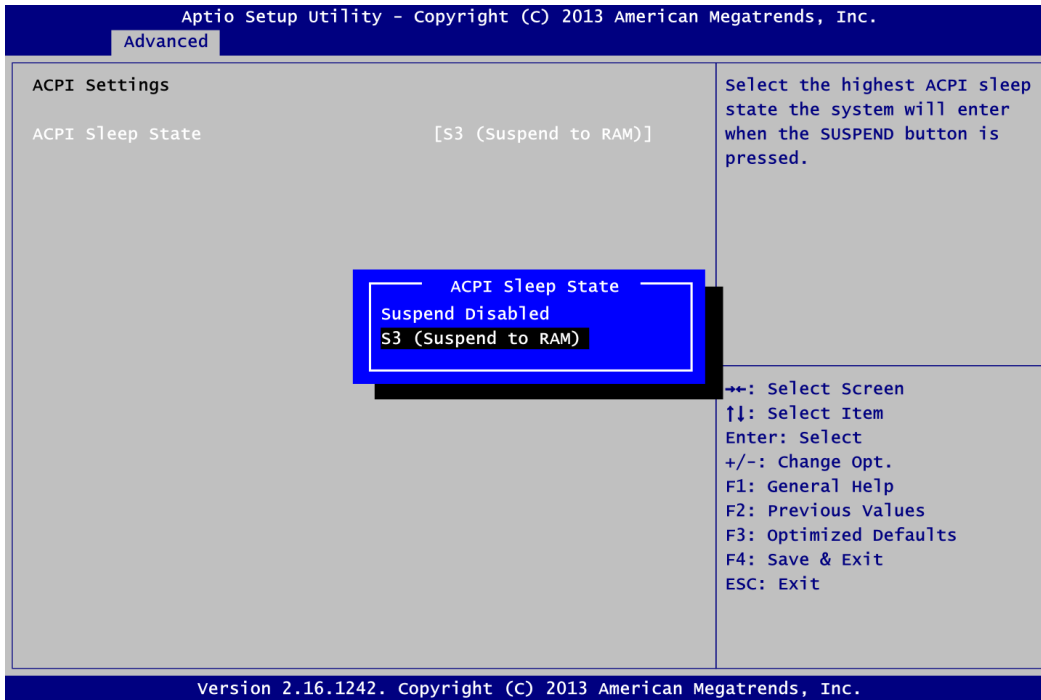 Aptio Setup Utility - Copyright (C) 2013 American Megatrends, Inc.
Advanced
ACPI Settings
ACPI Sleep State [S3 (Suspend to RAM)]
Select the highest ACPI sleep
state the system will enter
when the SUSPEND button is
pressed.
ACPI Sleep State
Suspend Disabled
S3 (Suspend to RAM)
→←: Select Screen
↑↓: Select Item
Enter: Select
+/-: Change Opt.
F1: General Help
F2: Previous Values
F3: Optimized Defaults
F4: Save & Exit
ESC: Exit
Version 2.16.1242. Copyright (C) 2013 American Megatrends, Inc.